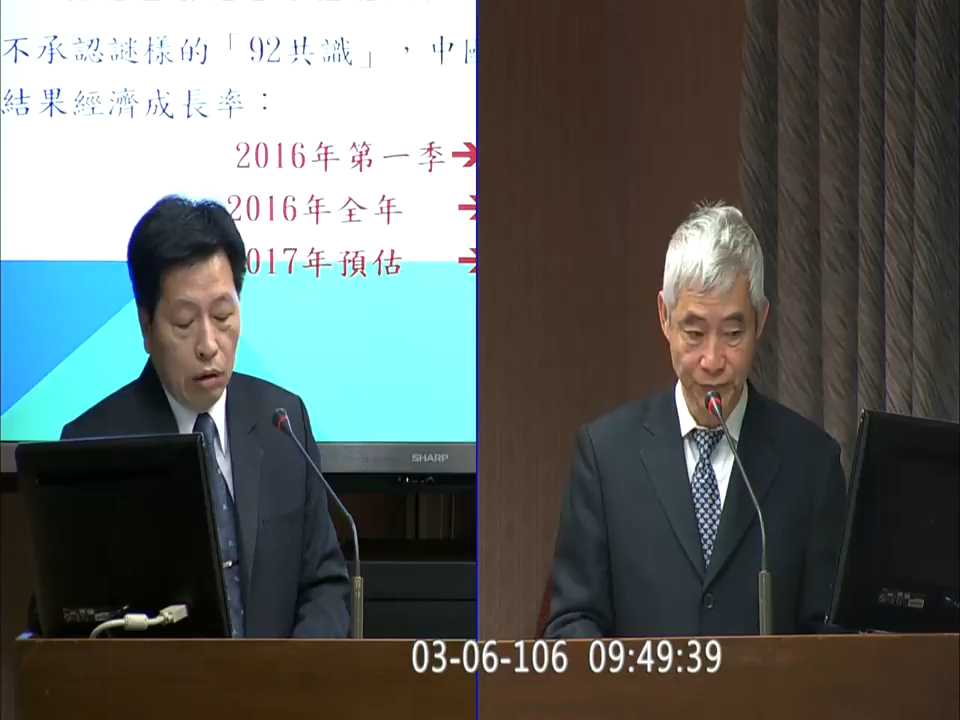 不承認謎樣的「92共識」，中
結果經濟成長率：
2016年第一季→
2016年全年
2017年預估
SHARP
03-06-106 09:49:39